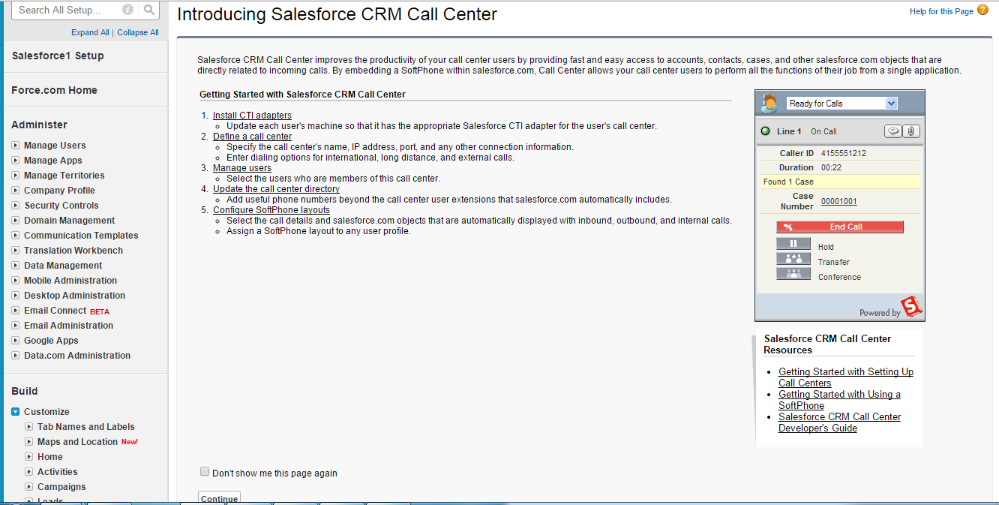 Search All Setup...
Expand All | Collapse All
Salesforce1 Setup
Force.com Home
Administer
Manage Users
Manage Apps
Manage Territories
Company Profile
Security Controls
Domain Management
Communication Templates
Translation Workbench
Data Management
Mobile Administration
Desktop Administration
Email Connect BETA
Email Administration
Google Apps
Data.com Administration
Build
Customize
Tab Names and Labels
Maps and Location New!
Home
Activities
Campaigns
Leads
Introducing Salesforce CRM Call Center
Help for this Page ?
Salesforce CRM Call Center improves the productivity of your call center users by providing fast and easy access to accounts, contacts, cases, and other salesforce.com objects that are
directly related to incoming calls. By embedding a SoftPhone within salesforce.com, Call Center allows your call center users to perform all the functions of their job from a single application.
Getting Started with Salesforce CRM Call Center
1. Install CTI adapters
Update each user's machine so that it has the appropriate Salesforce CTI adapter for the user's call center.
2. Define a call center
Specify the call center's name, IP address, port, and any other connection information.
Enter dialing options for international, long distance, and external calls.
3. Manage users
Select the users who are members of this call center.
4. Update the call center directory
Add useful phone numbers beyond the call center user extensions that salesforce.com automatically includes.
5. Configure SoftPhone layouts
Select the call details and salesforce.com objects that are automatically displayed with inbound, outbound, and internal calls.
Assign a SoftPhone layout to any user profile.
Ready for Calls
Line 1 On Call
Caller ID 4155551212
Duration 00:22
Found 1 Case
Case
Number 00001001
End Call
Hold
Transfer
Conference
Powered by S
Salesforce CRM Call Center
Resources
Getting Started with Setting Up
Call Centers
Getting Started with Using a
SoftPhone
Salesforce CRM Call Center
Developer's Guide
Don't show me this page again
Continue